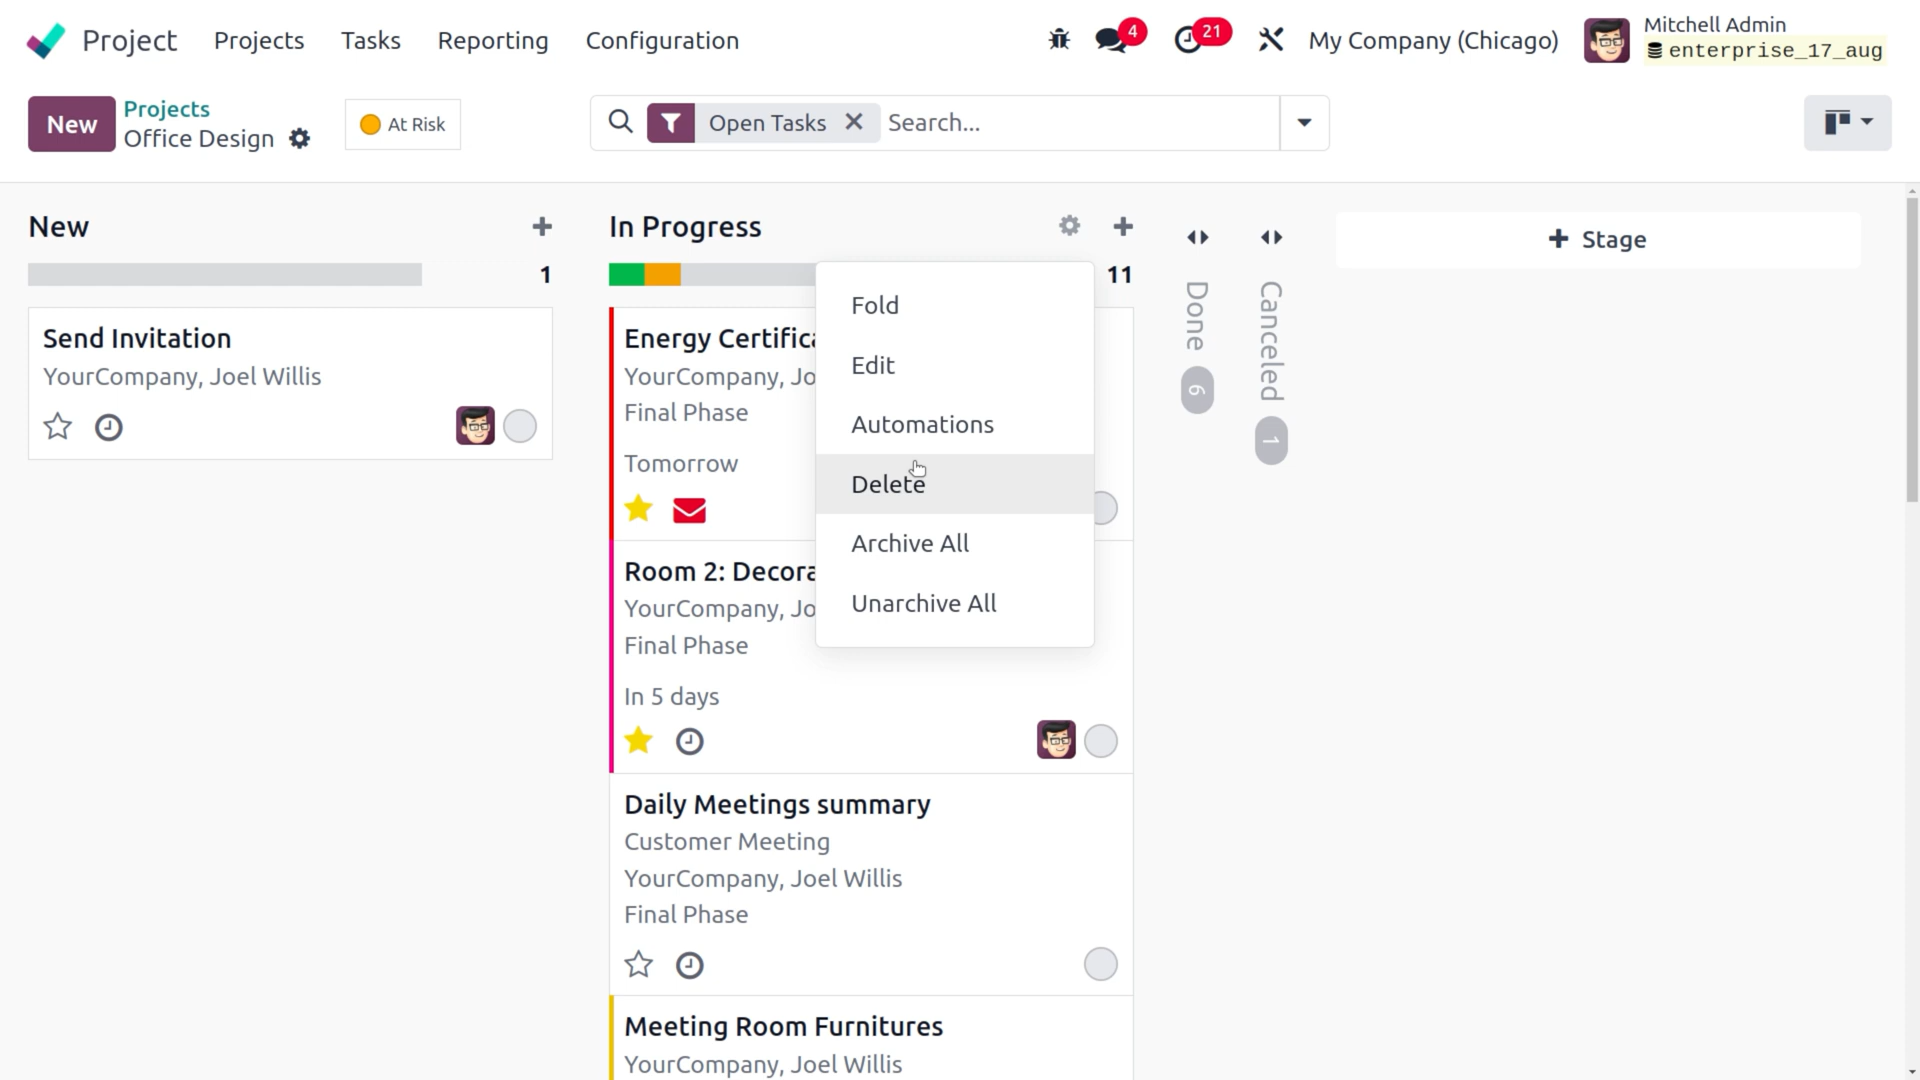 Project Projects Tasks Reporting Configuration 4 21 My Company (Chicago) Mitchell Admin
enterprise_17_aug
New Projects
Office Design At Risk Open Tasks Search...
New
1
Send Invitation
YourCompany, Joel Willis
In Progress
11
Energy Certifica
YourCompany, Jo
Final Phase
Tomorrow
Room 2: Decora
YourCompany, Jo
Final Phase
In 5 days
Daily Meetings summary
Customer Meeting
YourCompany, Joel Willis
Final Phase
Meeting Room Furnitures
YourCompany, Joel Willis
Fold
Edit
Automations
Delete
Archive All
Unarchive All
Done 6
Canceled 1
Stage